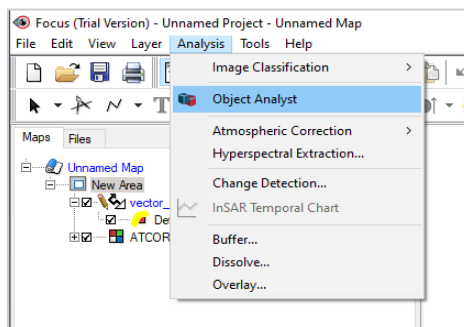 Focus (Trial Version) - Unnamed Project - Unnamed Map
File Edit View Layer Analysis Tools Help
Image Classification
Object Analyst
Maps Files
Atmospheric Correction
Hyperspectral Extraction...
Unnamed Map
New Area
Change Detection...
vector_
InSAR Temporal Chart
De
ATCOR
Buffer...
Dissolve...
Overlay...